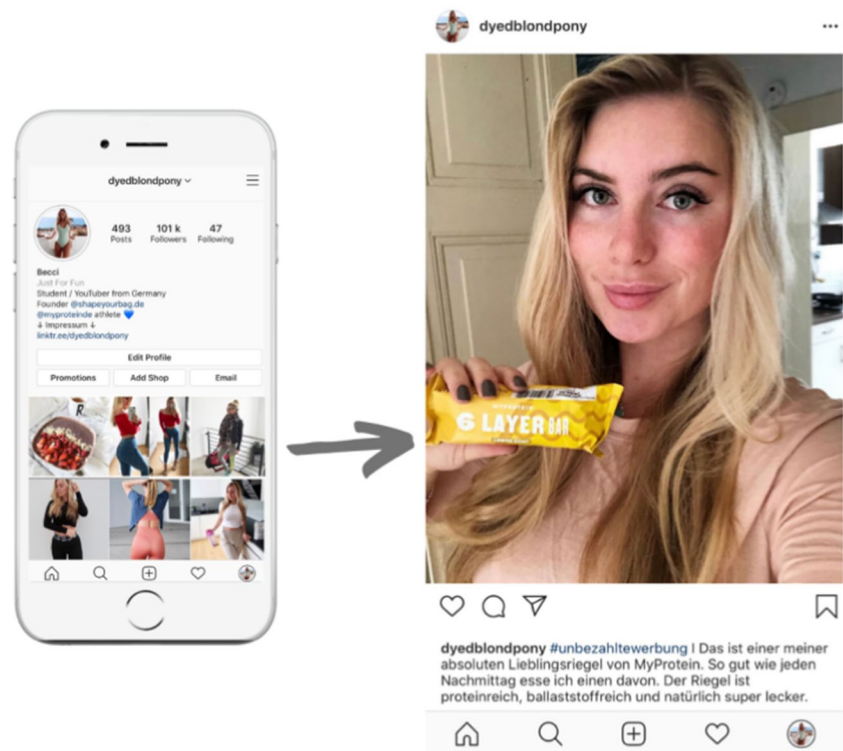 dyedblondpony
493 101 k 47
Posts Followers Following
Becci
Just For Fun
Student / YouTuber from Germany
Founder @shapeyourbag.de
@myproteinde athlete 💙
↓ Impressum ↓
linktr.ee/dyedblondpony
Edit Profile
Promotions Add Shop Email
dyedblondpony
6 LAYER BAR
dyedblondpony #unbezahltewerbung I Das ist einer meiner
absoluten Lieblingsriegel von MyProtein. So gut wie jeden
Nachmittag esse ich einen davon. Der Riegel ist
proteinreich, ballaststoffreich und natürlich super lecker.